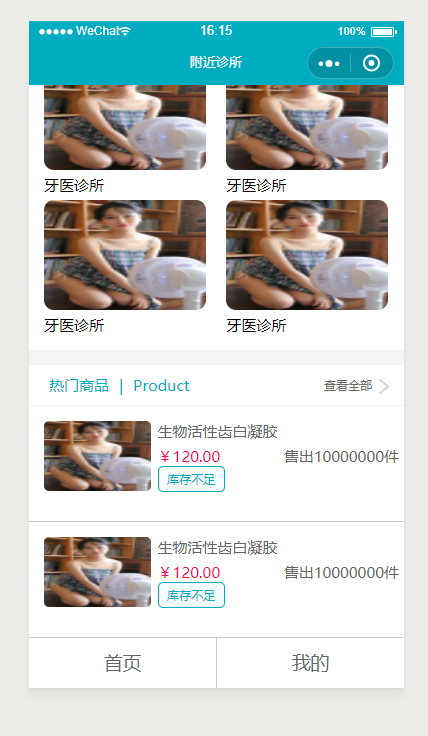 WeChat 16:15 100%
附近诊所
牙医诊所 牙医诊所
牙医诊所 牙医诊所
热门商品 | Product 查看全部
生物活性齿白凝胶
￥120.00 售出10000000件
库存不足
生物活性齿白凝胶
￥120.00 售出10000000件
库存不足
首页 我的